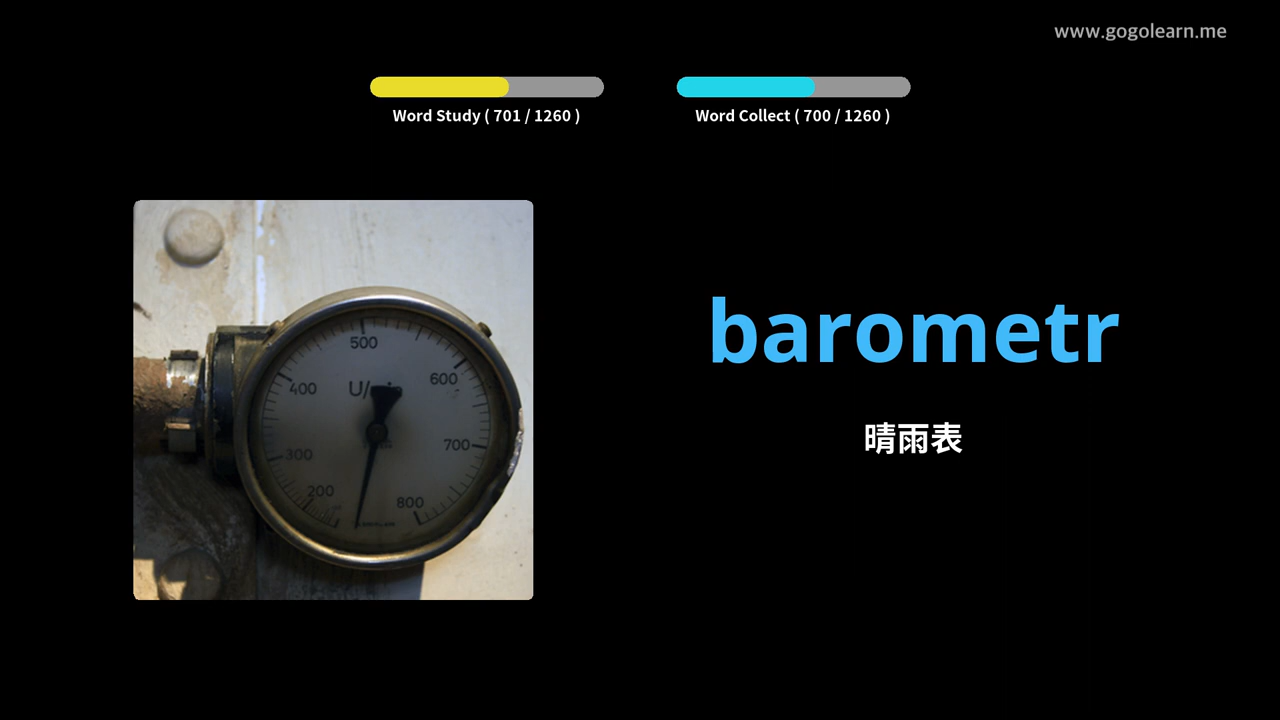 www.gogolearn.me
Word Study ( 701 / 1260 )
Word Collect ( 700 / 1260 )
500
400
600
300
700
200
800
barometr
晴雨表